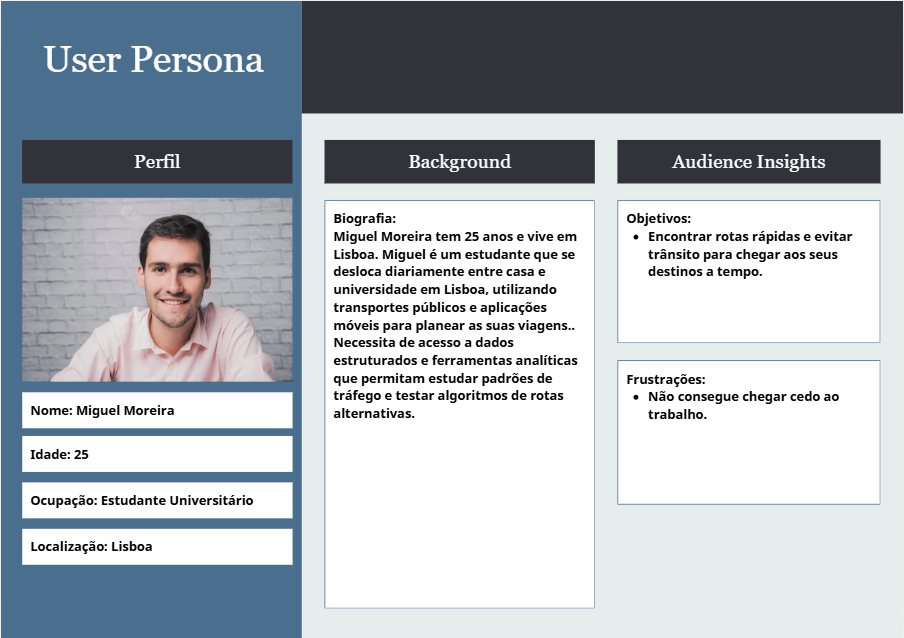 User Persona
Perfil
Nome: Miguel Moreira
Idade: 25
Ocupação: Estudante Universitário
Localização: Lisboa
Background
Biografia:
Miguel Moreira tem 25 anos e vive em
Lisboa. Miguel é um estudante que se
desloca diariamente entre casa e
universidade em Lisboa, utilizando
transportes públicos e aplicações
móveis para planear as suas viagens..
Necessita de acesso a dados
estruturados e ferramentas analíticas
que permitam estudar padrões de
tráfego e testar algoritmos de rotas
alternativas.
Audience Insights
Objetivos:
• Encontrar rotas rápidas e evitar
trânsito para chegar aos seus
destinos a tempo.
Frustrações:
• Não consegue chegar cedo ao
trabalho.